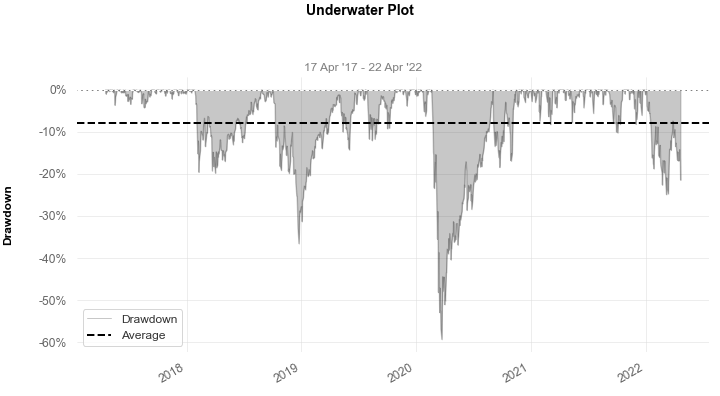 Underwater Plot
17 Apr '17 - 22 Apr '22
Drawdown
0%
-10%
-20%
-30%
-40%
-50%
-60%
Drawdown
Average
2018
2019
2020
2021
2022